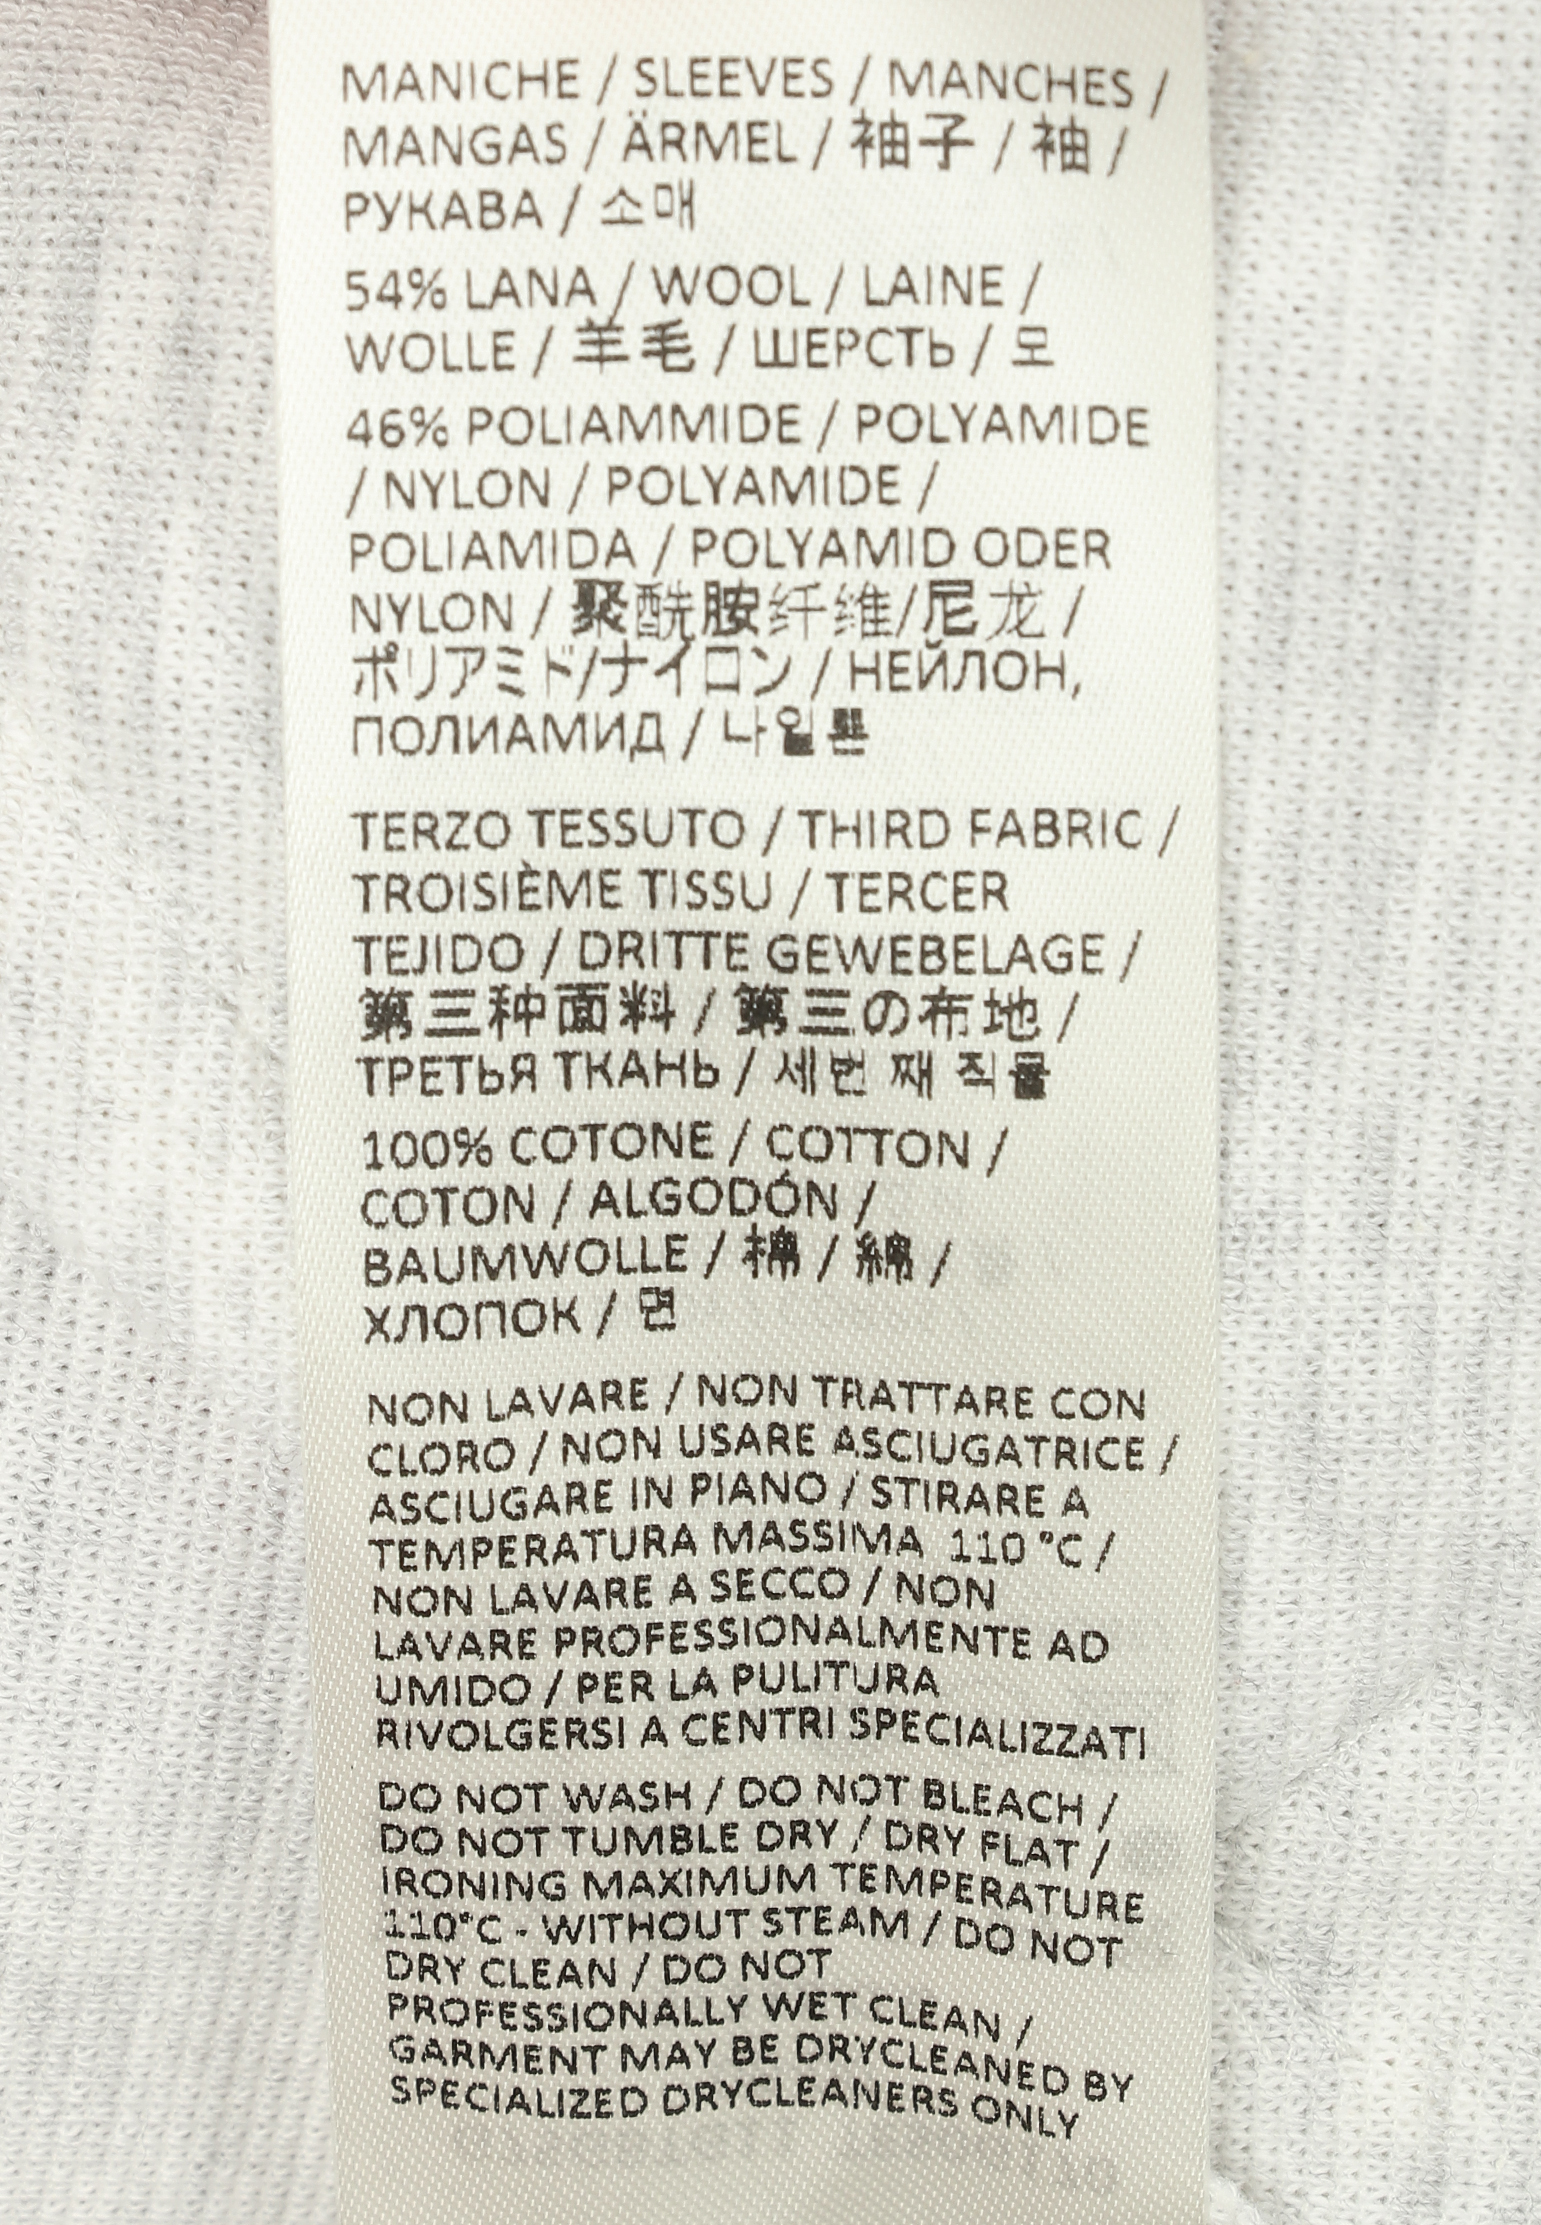 MANICHE / SLEEVES / MANCHES /
MANGAS / ÄRMEL / 袖子 / 袖 /
РУКАВА / 소매
54% LANA / WOOL / LAINE /
WOLLE / 羊毛 / ШЕРСТЬ / 모
46% POLIAMMIDE / POLYAMIDE
/ NYLON / POLYAMIDE /
POLIAMIDA / POLYAMID ODER
NYLON / 聚酰胺纤维/尼龙 /
ポリアミド/ナイロン / НЕЙЛОН,
ПОЛИАМИД / 나일론
TERZO TESSUTO / THIRD FABRIC /
TROISIÈME TISSU / TERCER
TEJIDO / DRITTE GEWEBELAGE /
第三种面料 / 第三の布地 /
ТРЕТЬЯ ТКАНЬ / 세번 째 직물
100% COTONE / COTTON /
COTON / ALGODÓN /
BAUMWOLLE / 棉 / 綿 /
ХЛОПОК / 면
NON LAVARE / NON TRATTARE CON
CLORO / NON USARE ASCIUGATRICE /
ASCIUGARE IN PIANO / STIRARE A
TEMPERATURA MASSIMA 110 °C /
NON LAVARE A SECCO / NON
LAVARE PROFESSIONALMENTE AD
UMIDO / PER LA PULITURA
RIVOLGERSI A CENTRI SPECIALIZZATI
DO NOT WASH / DO NOT BLEACH /
DO NOT TUMBLE DRY / DRY FLAT /
IRONING MAXIMUM TEMPERATURE
110°C - WITHOUT STEAM / DO NOT
DRY CLEAN / DO NOT
PROFESSIONALLY WET CLEAN /
GARMENT MAY BE DRYCLEANED BY
SPECIALIZED DRYCLEANERS ONLY